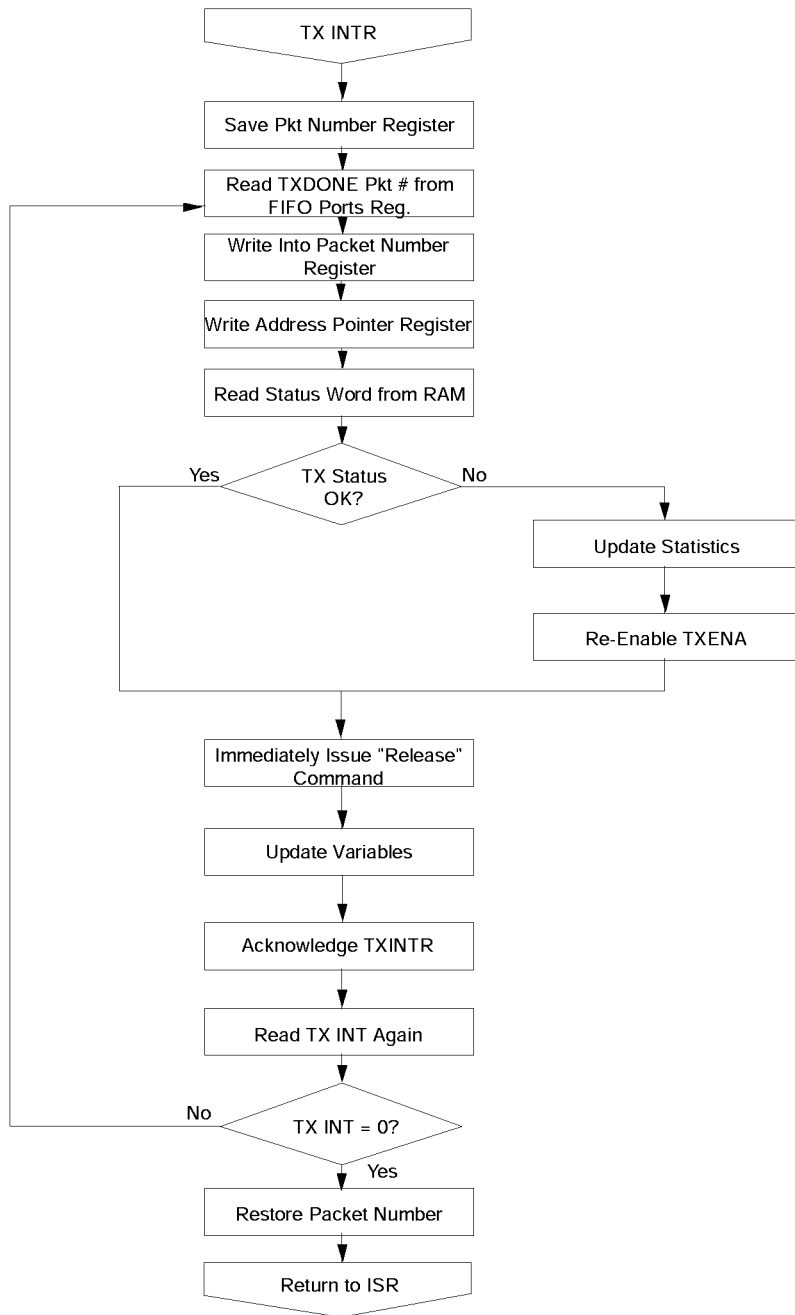 TX INTR
Save Pkt Number Register
Read TXDONE Pkt # from
FIFO Ports Reg.
Write Into Packet Number
Register
Write Address Pointer Register
Read Status Word from RAM
Yes
TX Status
OK?
No
Update Statistics
Re-Enable TXENA
Immediately Issue "Release"
Command
Update Variables
Acknowledge TXINTR
Read TX INT Again
No
TX INT = 0?
Yes
Restore Packet Number
Return to ISR